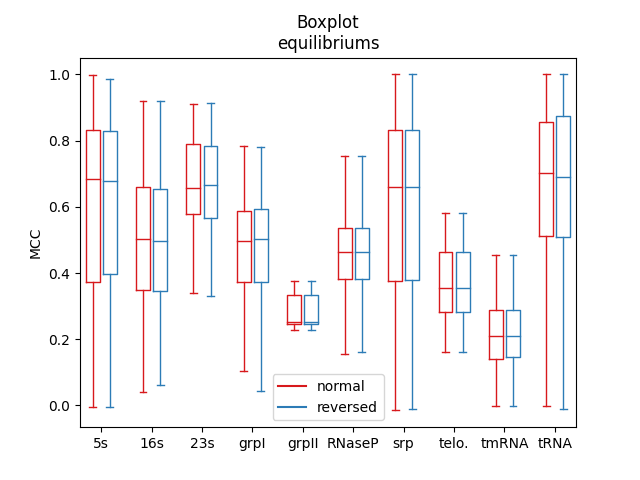 Boxplot
equilibriums
MCC
1.0
0.8
0.6
0.4
0.2
0.0
normal
reversed
5s 16s 23s grpI grpII RNaseP srp telo. tmRNA tRNA